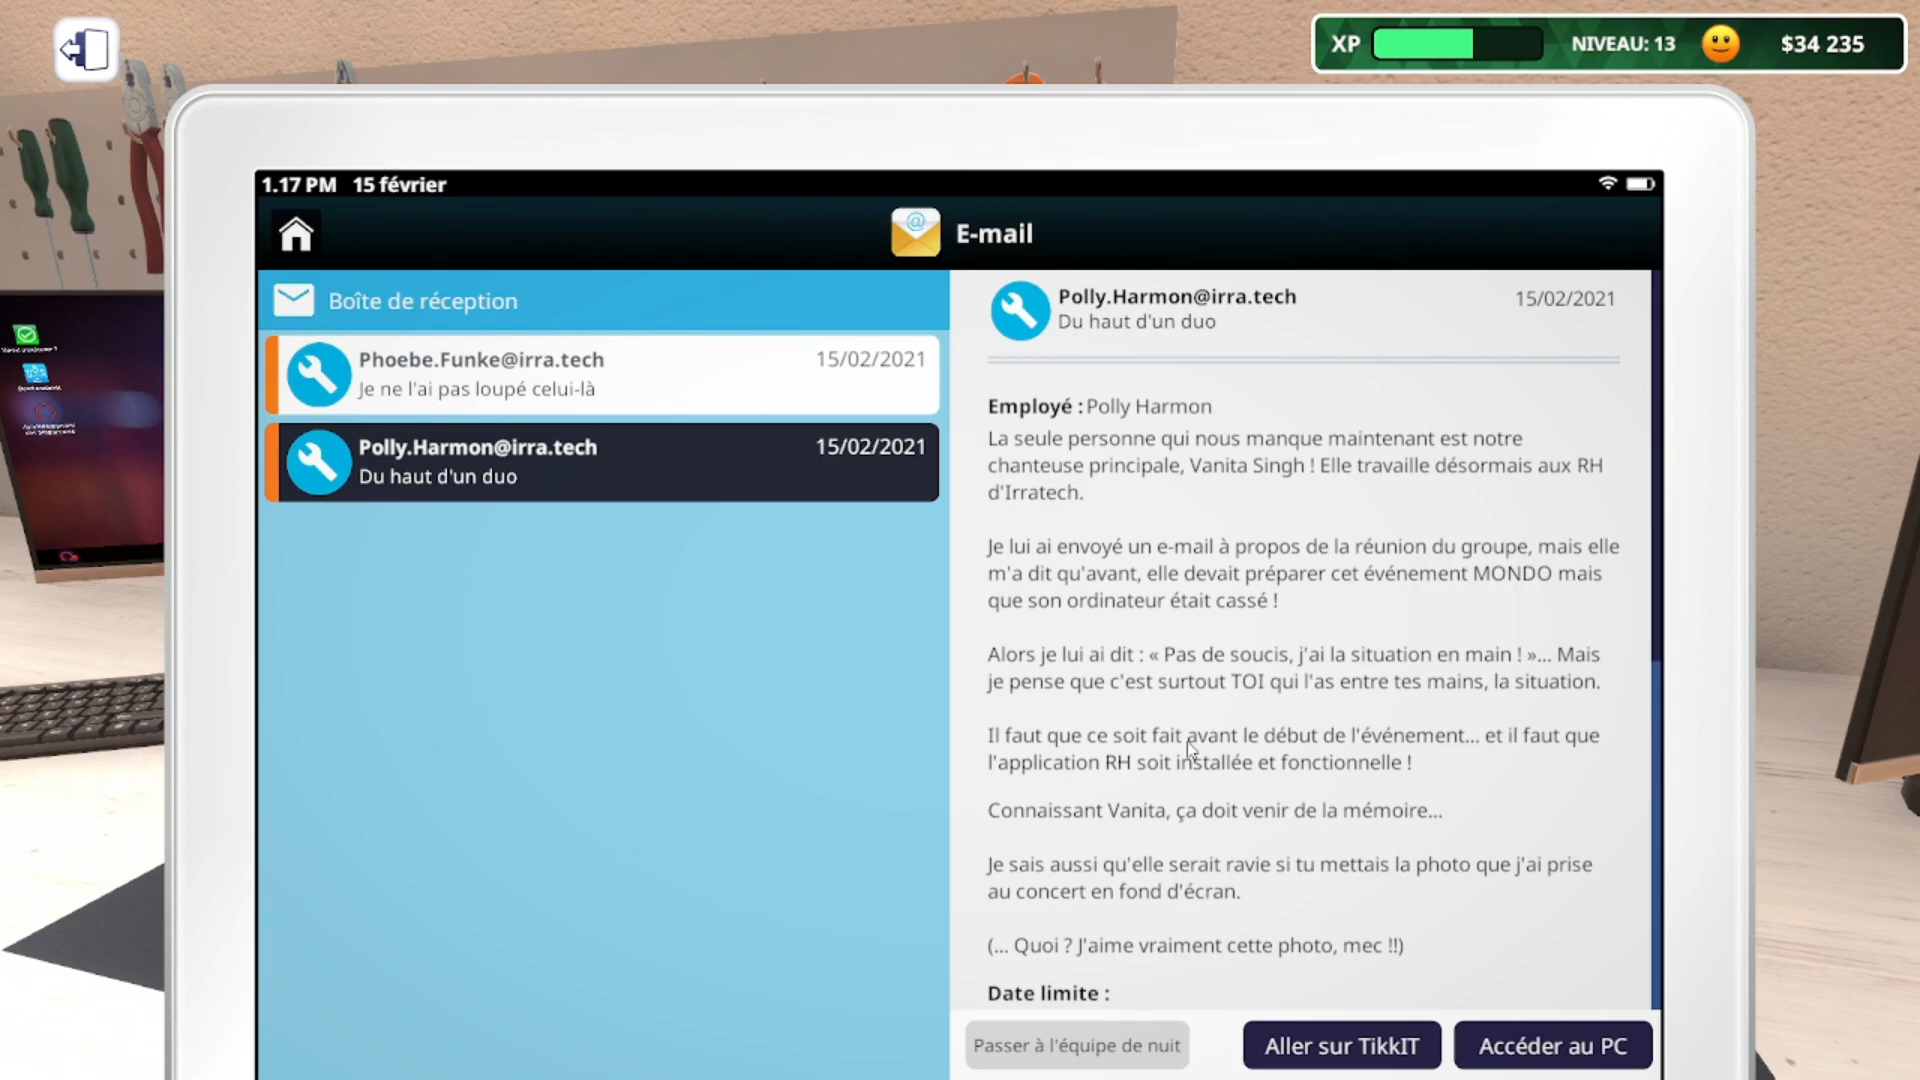 XP
NIVEAU: 13
$34 235
1.17 PM 15 février
E-mail
Boîte de réception
Phoebe.Funke@irra.tech
15/02/2021
Je ne l'ai pas loupé celui-là
Polly.Harmon@irra.tech
15/02/2021
Du haut d'un duo
Polly.Harmon@irra.tech
15/02/2021
Du haut d'un duo
Employé : Polly Harmon
La seule personne qui nous manque maintenant est notre
chanteuse principale, Vanita Singh ! Elle travaille désormais aux RH
d'Irratech.
Je lui ai envoyé un e-mail à propos de la réunion du groupe, mais elle
m'a dit qu'avant, elle devait préparer cet événement MONDO mais
que son ordinateur était cassé !
Alors je lui ai dit : « Pas de soucis, j'ai la situation en main ! »... Mais
je pense que c'est surtout TOI qui l'as entre tes mains, la situation.
Il faut que ce soit fait avant le début de l'événement... et il faut que
l'application RH soit installée et fonctionnelle !
Connaissant Vanita, ça doit venir de la mémoire...
Je sais aussi qu'elle serait ravie si tu mettais la photo que j'ai prise
au concert en fond d'écran.
(... Quoi ? J'aime vraiment cette photo, mec !!)
Date limite :
Passer à l'équipe de nuit
Aller sur TikkIT
Accéder au PC